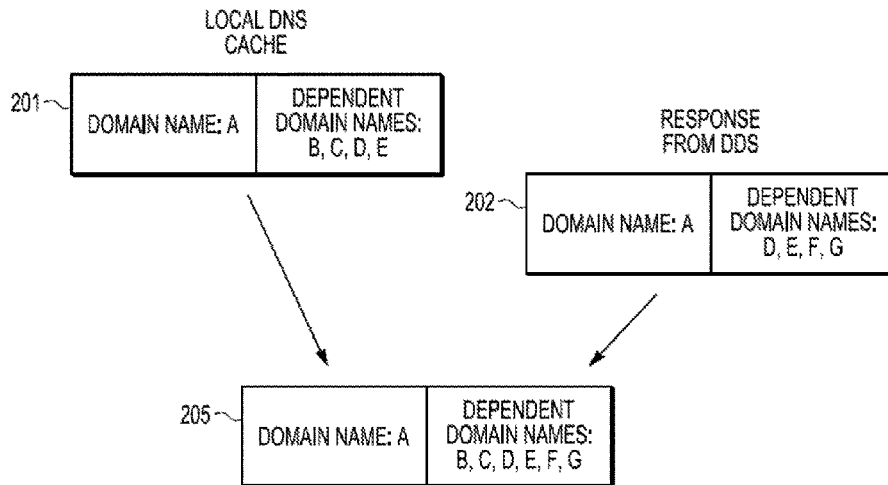 LOCAL DNS
CACHE
201
DOMAIN NAME: A
DEPENDENT
DOMAIN NAMES:
B, C, D, E
RESPONSE
FROM DDS
202
DOMAIN NAME: A
DEPENDENT
DOMAIN NAMES:
D, E, F, G
205
DOMAIN NAME: A
DEPENDENT
DOMAIN NAMES:
B, C, D, E, F, G